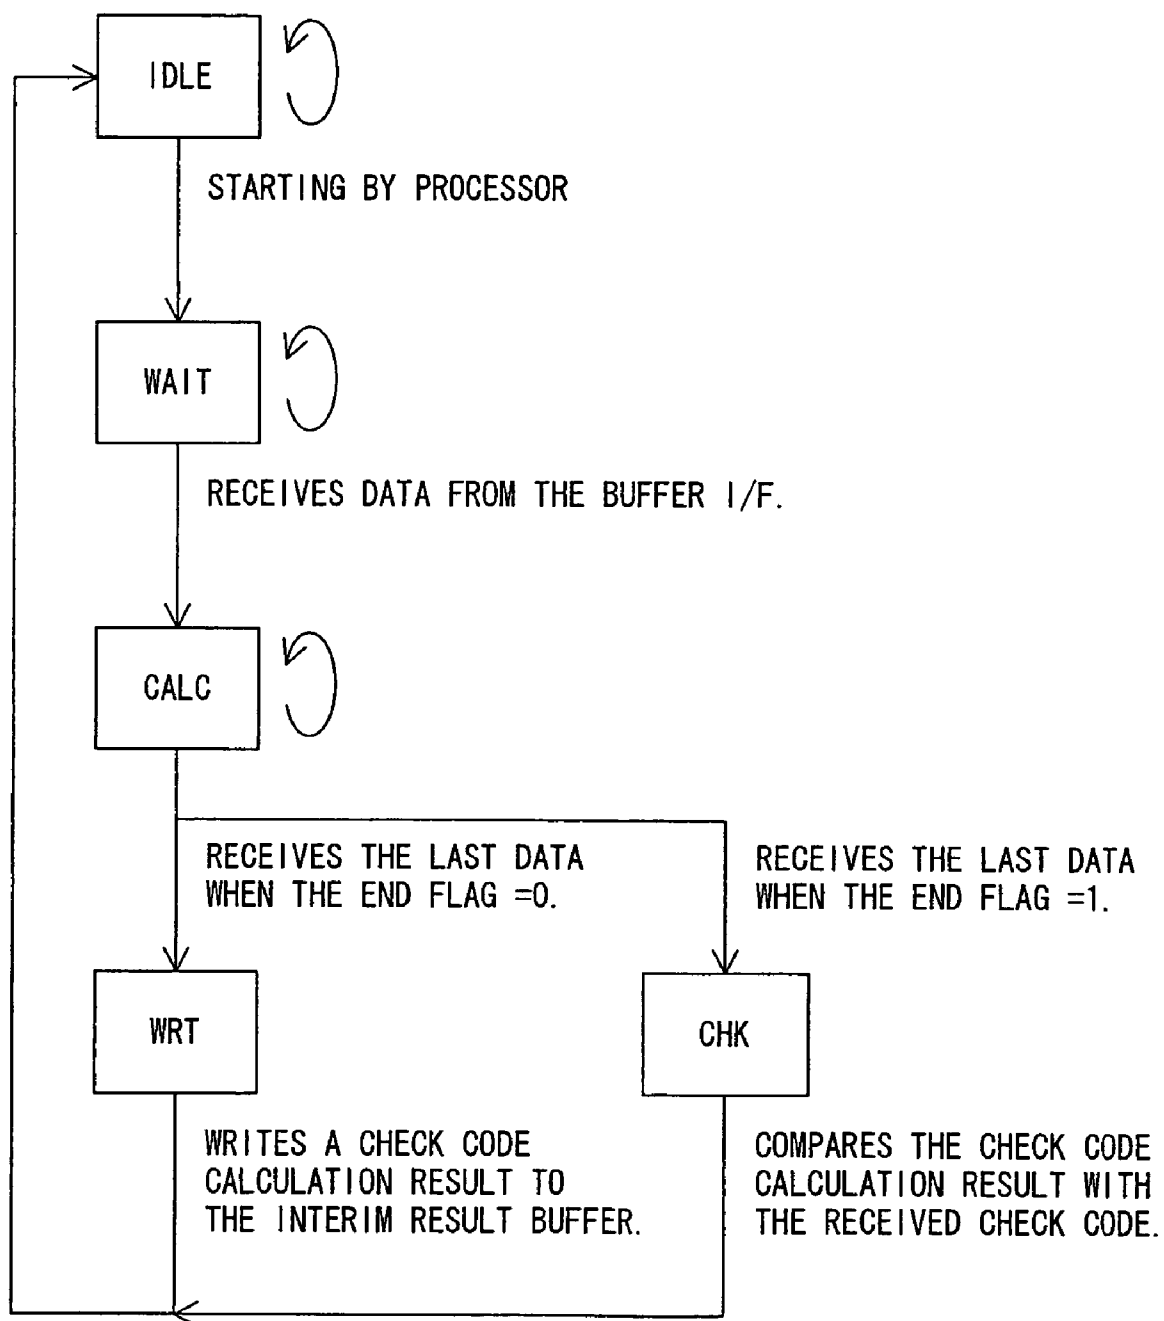 IDLE
STARTING BY PROCESSOR
WAIT
RECEIVES DATA FROM THE BUFFER I/F.
CALC
RECEIVES THE LAST DATA
WHEN THE END FLAG =0.
RECEIVES THE LAST DATA
WHEN THE END FLAG =1.
WRT
CHK
WRITES A CHECK CODE
CALCULATION RESULT TO
THE INTERIM RESULT BUFFER.
COMPARES THE CHECK CODE
CALCULATION RESULT WITH
THE RECEIVED CHECK CODE.